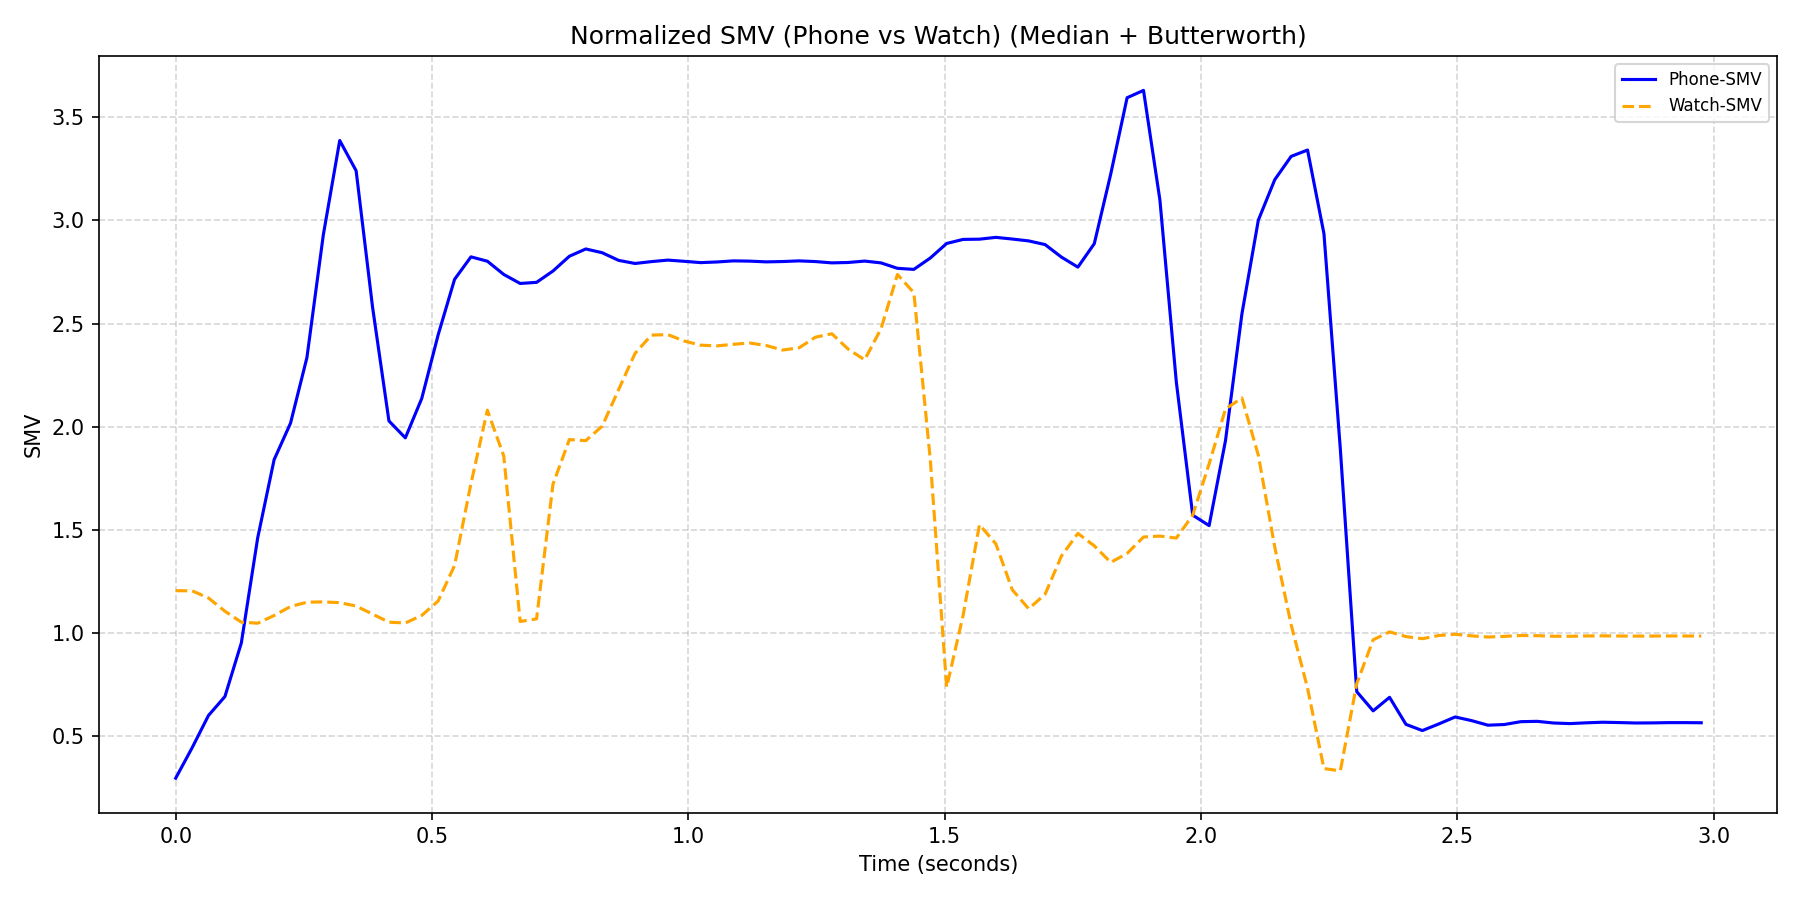 Normalized SMV (Phone vs Watch) (Median + Butterworth)
Phone-SMV
Watch-SMV
SMV
3.5
3.0
2.5
2.0
1.5
1.0
0.5
0.0 0.5 1.0 1.5 2.0 2.5 3.0
Time (seconds)